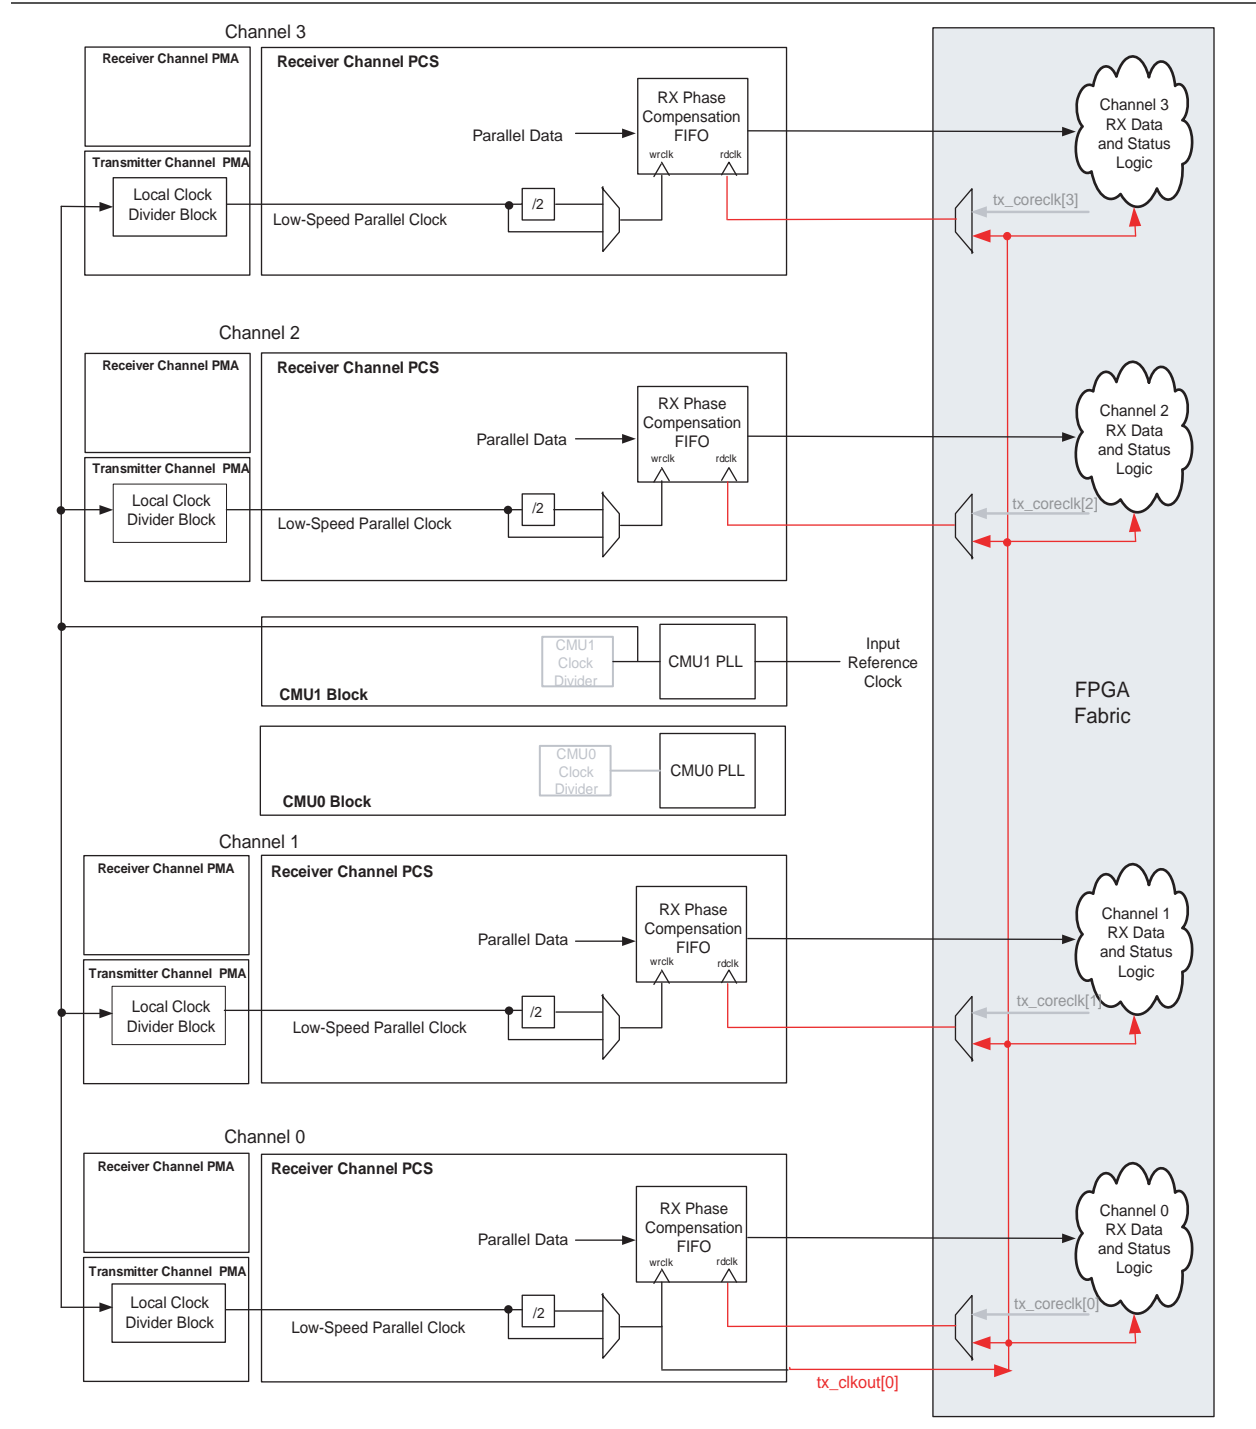 Channel 3
Receiver Channel PMA
Receiver Channel PCS
RX Phase
Compensation
FIFO
wrclk
rdclk
Parallel Data
Channel 3
RX Data
and Status
Logic
Transmitter Channel PMA
Local Clock
Divider Block
Low-Speed Parallel Clock
/2
tx_coreclk[3]
Channel 2
Receiver Channel PMA
Receiver Channel PCS
RX Phase
Compensation
FIFO
wrclk
rdclk
Parallel Data
Channel 2
RX Data
and Status
Logic
Transmitter Channel PMA
Local Clock
Divider Block
Low-Speed Parallel Clock
/2
tx_coreclk[2]
CMU1
Clock
Divider
CMU1 PLL
Input
Reference
Clock
CMU1 Block
FPGA
Fabric
CMU0
Clock
Divider
CMU0 PLL
CMU0 Block
Channel 1
Receiver Channel PMA
Receiver Channel PCS
RX Phase
Compensation
FIFO
wrclk
rdclk
Parallel Data
Channel 1
RX Data
and Status
Logic
Transmitter Channel PMA
Local Clock
Divider Block
Low-Speed Parallel Clock
/2
tx_coreclk[1]
Channel 0
Receiver Channel PMA
Receiver Channel PCS
RX Phase
Compensation
FIFO
wrclk
rdclk
Parallel Data
Channel 0
RX Data
and Status
Logic
Transmitter Channel PMA
Local Clock
Divider Block
Low-Speed Parallel Clock
/2
tx_coreclk[0]
tx_clkout[0]